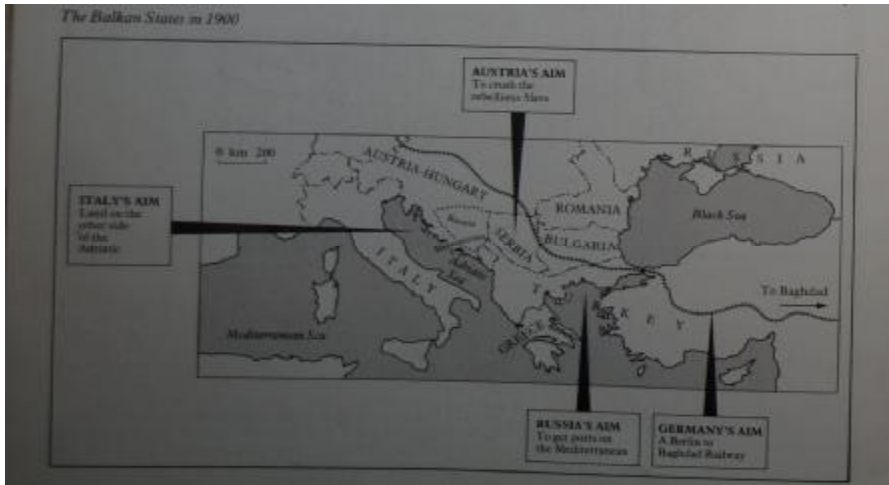 The Balkan States in 1900
AUSTRIA'S AIM
To crush the
rebellious Slavs
0 km 200
R U S S I A
AUSTRIA-HUNGARY
ITALY'S AIM
Land on the
other side
of the
Adriatic
ROMANIA
Black Sea
Bosnia
SERBIA
BULGARIA
ITALY
Adriatic
Sea
To Baghdad
T U R K E Y
Mediterranean Sea
GREECE
RUSSIA'S AIM
To get ports on
the Mediterranean
GERMANY'S AIM
A Berlin to
Baghdad Railway